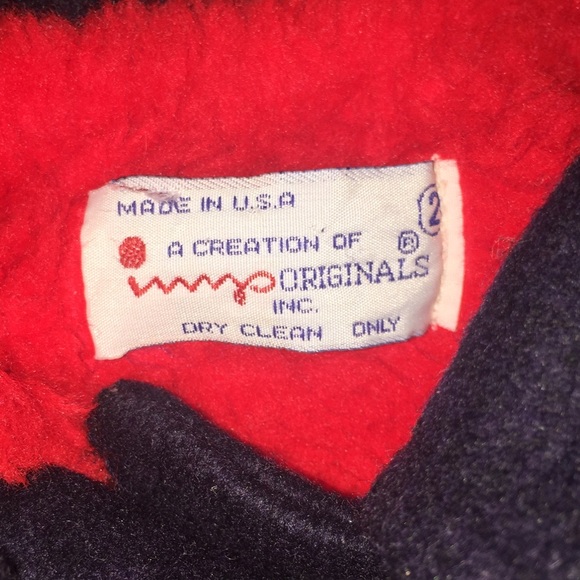 MADE IN U.S.A
2
A CREATION OF ®
ORIGINALS
INC.
DRY CLEAN ONLY